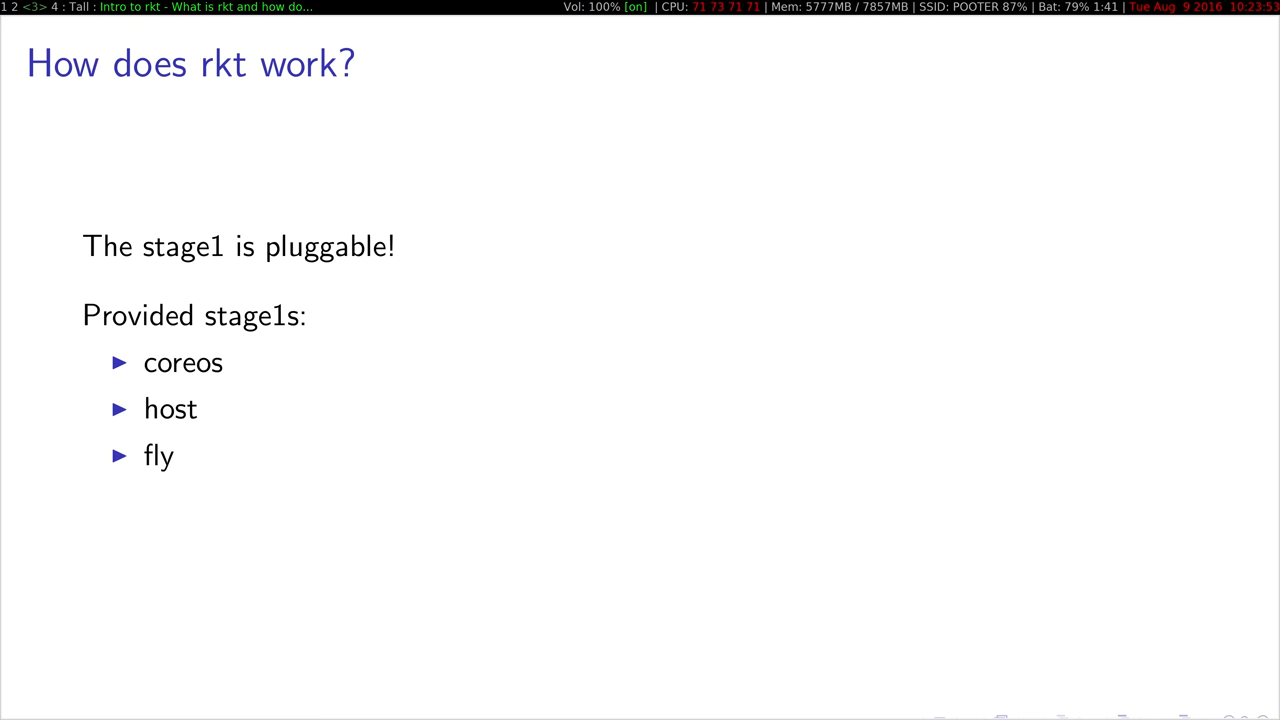 1 2 <3> 4 : Tall : Intro to rkt - What is rkt and how do... Vol: 100% [on] | CPU: 71 73 71 71 | Mem: 5777MB / 7857MB | SSID: POOTER 87% | Bat: 79% 1:41 | Tue Aug 9 2016 10:23:53
How does rkt work?
The stage1 is pluggable!
Provided stage1s:
▶ coreos
▶ host
▶ fly